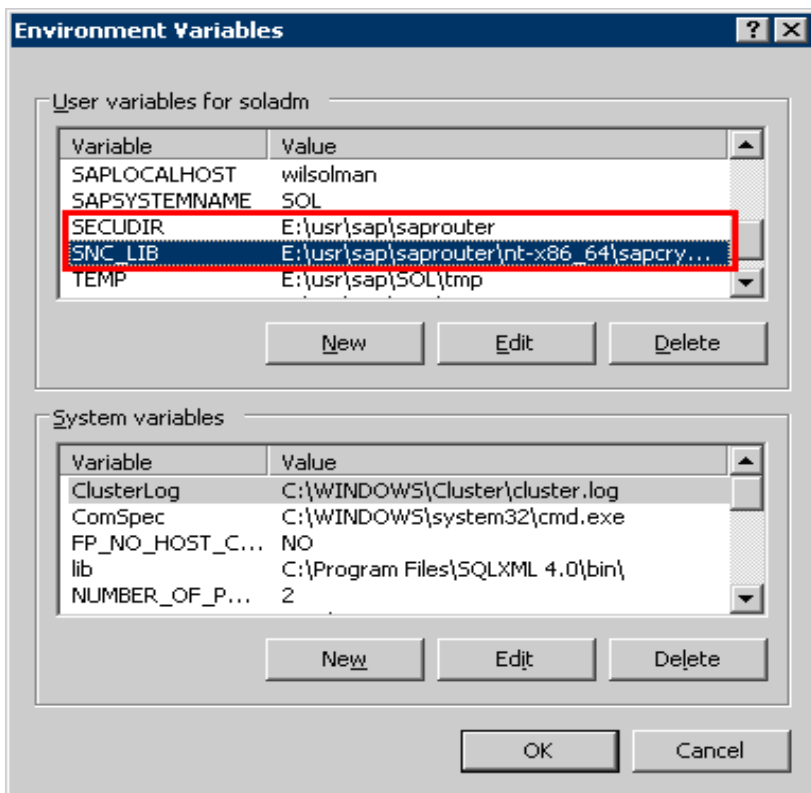 Environment Variables
User variables for soladm
Variable Value
SAPLOCALHOST wilsolman
SAPSYSTEMNAME SOL
SECUDIR E:\usr\sap\saprouter
SNC_LIB E:\usr\sap\saprouter\nt-x86_64\sapcry...
TEMP E:\usr\sap\SOL\tmp
New Edit Delete
System variables
Variable Value
ClusterLog C:\WINDOWS\Cluster\cluster.log
ComSpec C:\WINDOWS\system32\cmd.exe
FP_NO_HOST_C... NO
lib C:\Program Files\SQLXML 4.0\bin\
NUMBER_OF_P... 2
New Edit Delete
OK Cancel